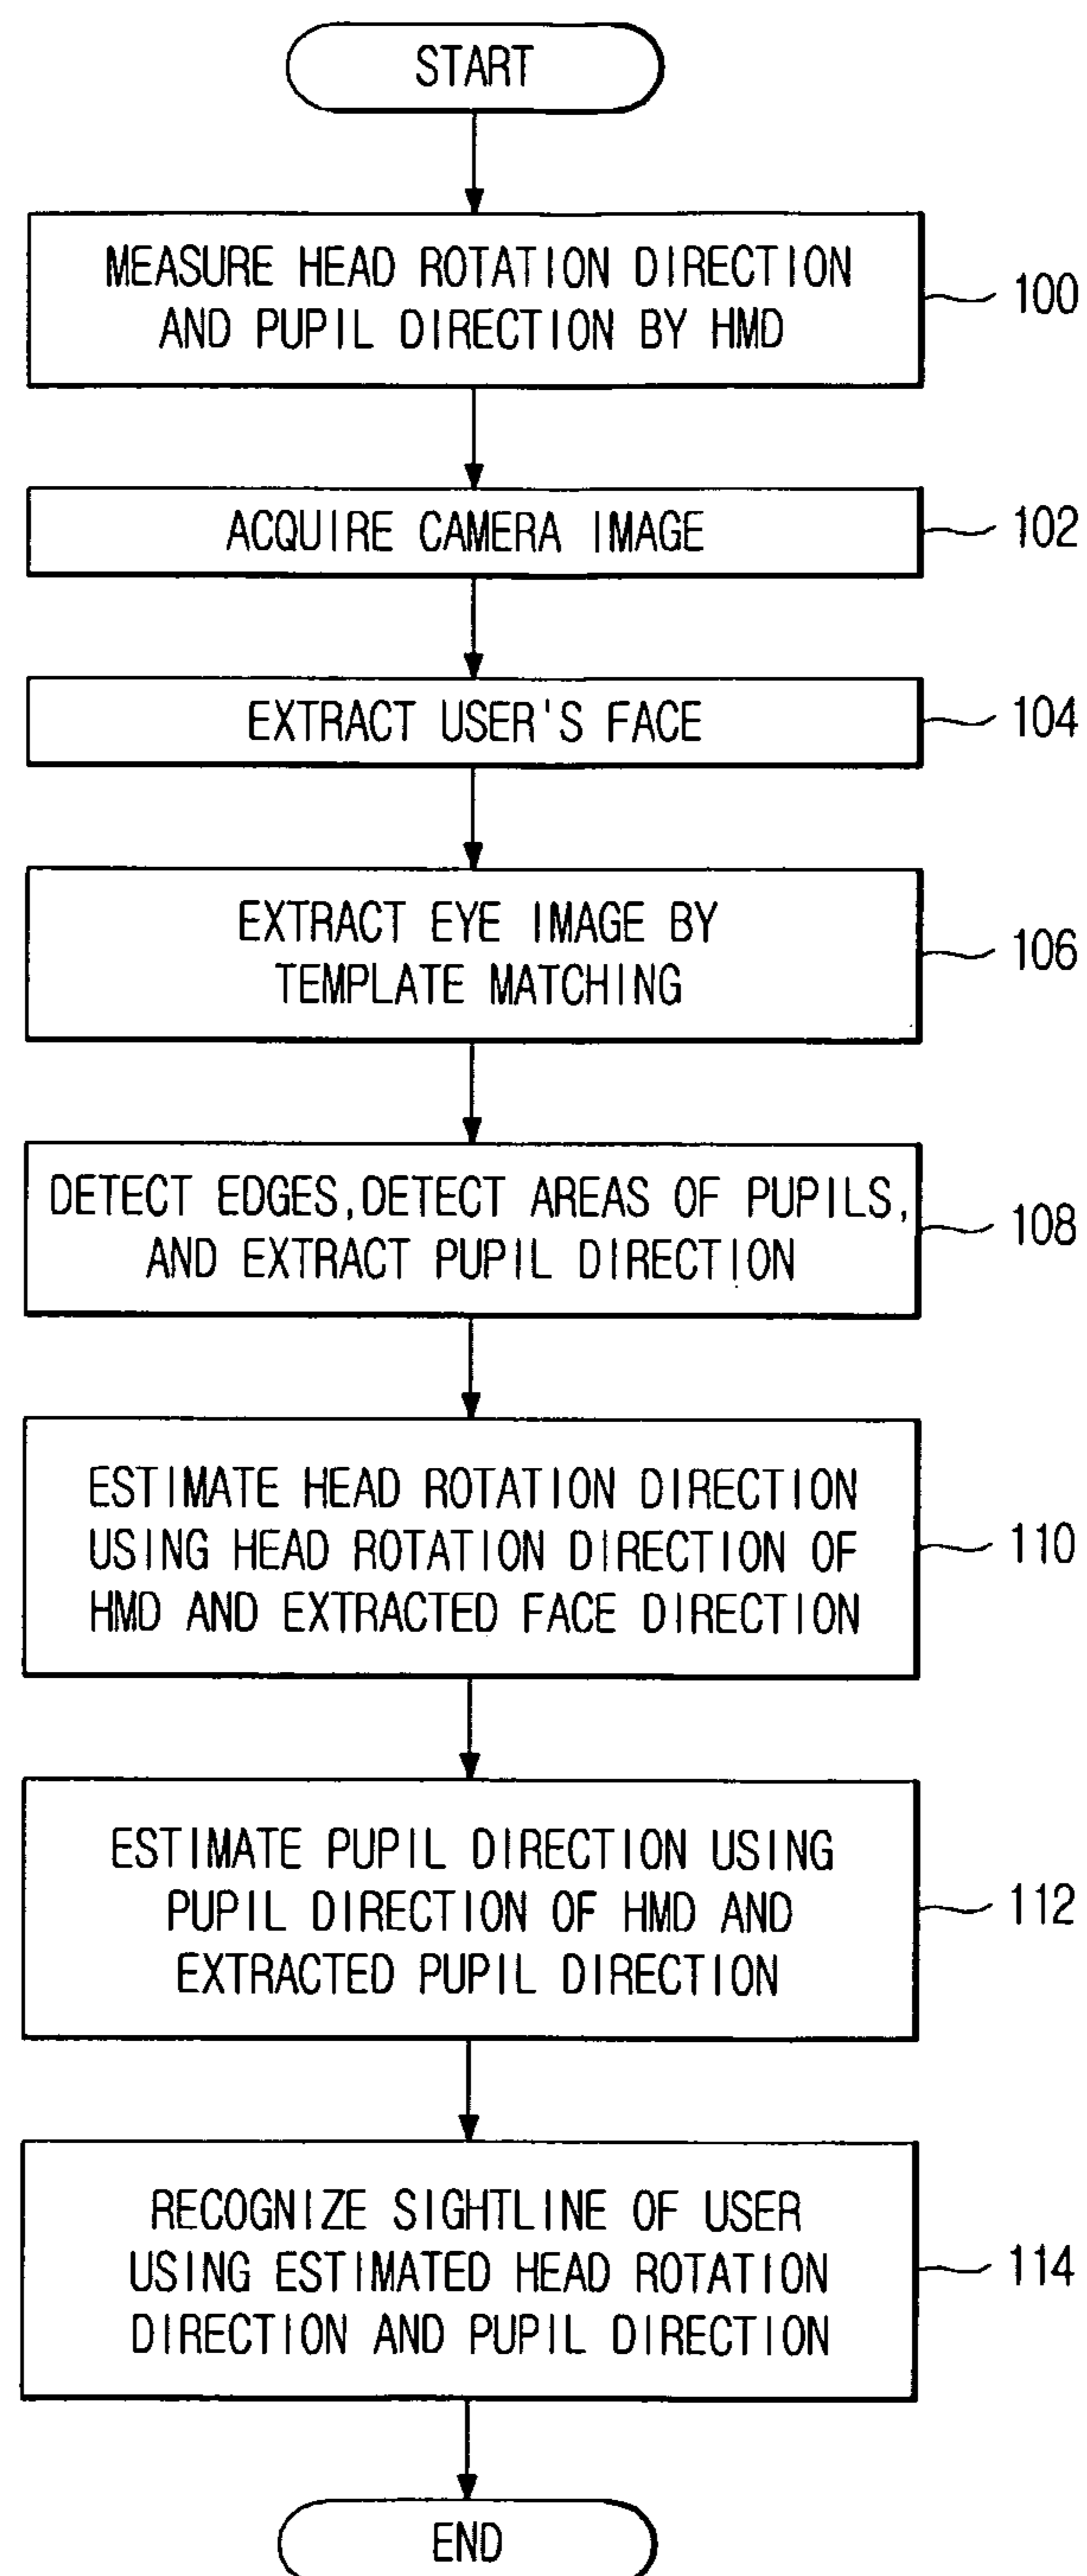 START
MEASURE HEAD ROTATION DIRECTION
AND PUPIL DIRECTION BY HMD
100
ACQUIRE CAMERA IMAGE
102
EXTRACT USER'S FACE
104
EXTRACT EYE IMAGE BY
TEMPLATE MATCHING
106
DETECT EDGES, DETECT AREAS OF PUPILS,
AND EXTRACT PUPIL DIRECTION
108
ESTIMATE HEAD ROTATION DIRECTION
USING HEAD ROTATION DIRECTION OF
HMD AND EXTRACTED FACE DIRECTION
110
ESTIMATE PUPIL DIRECTION USING
PUPIL DIRECTION OF HMD AND
EXTRACTED PUPIL DIRECTION
112
RECOGNIZE SIGHTLINE OF USER
USING ESTIMATED HEAD ROTATION
DIRECTION AND PUPIL DIRECTION
114
END